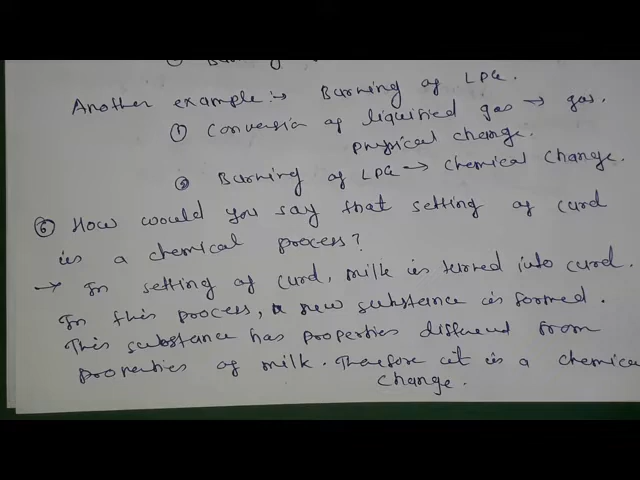 ① Burning of
Another example:→ Burning of LPG.
① Conversion of liquified gas → gas.
physical change.
② Burning of LPG → chemical change.
⑥ How would you say that setting of curd
is a chemical process?
→ In setting of curd, milk is turned into curd.
In this process, a new substance is formed.
This substance has properties different from
properties of milk. Therefore it is a chemical
change.